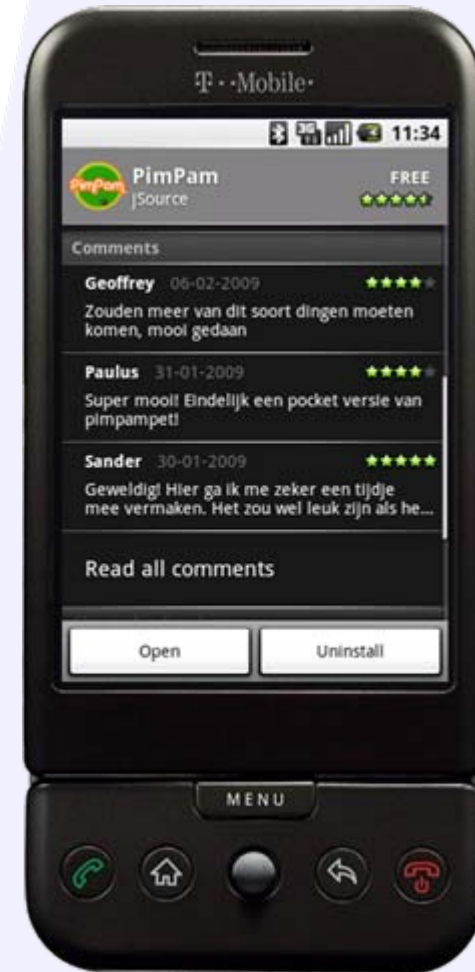 T··Mobile·
3G 11:34
PimPam
PimPam FREE
jSource
Comments
Geoffrey 06-02-2009
Zouden meer van dit soort dingen moeten
komen, mooi gedaan
Paulus 31-01-2009
Super mooi! Eindelijk een pocket versie van
pimpampet!
Sander 30-01-2009
Geweldig! Hier ga ik me zeker een tijdje
mee vermaken. Het zou wel leuk zijn als he...
Read all comments
Open Uninstall
MENU